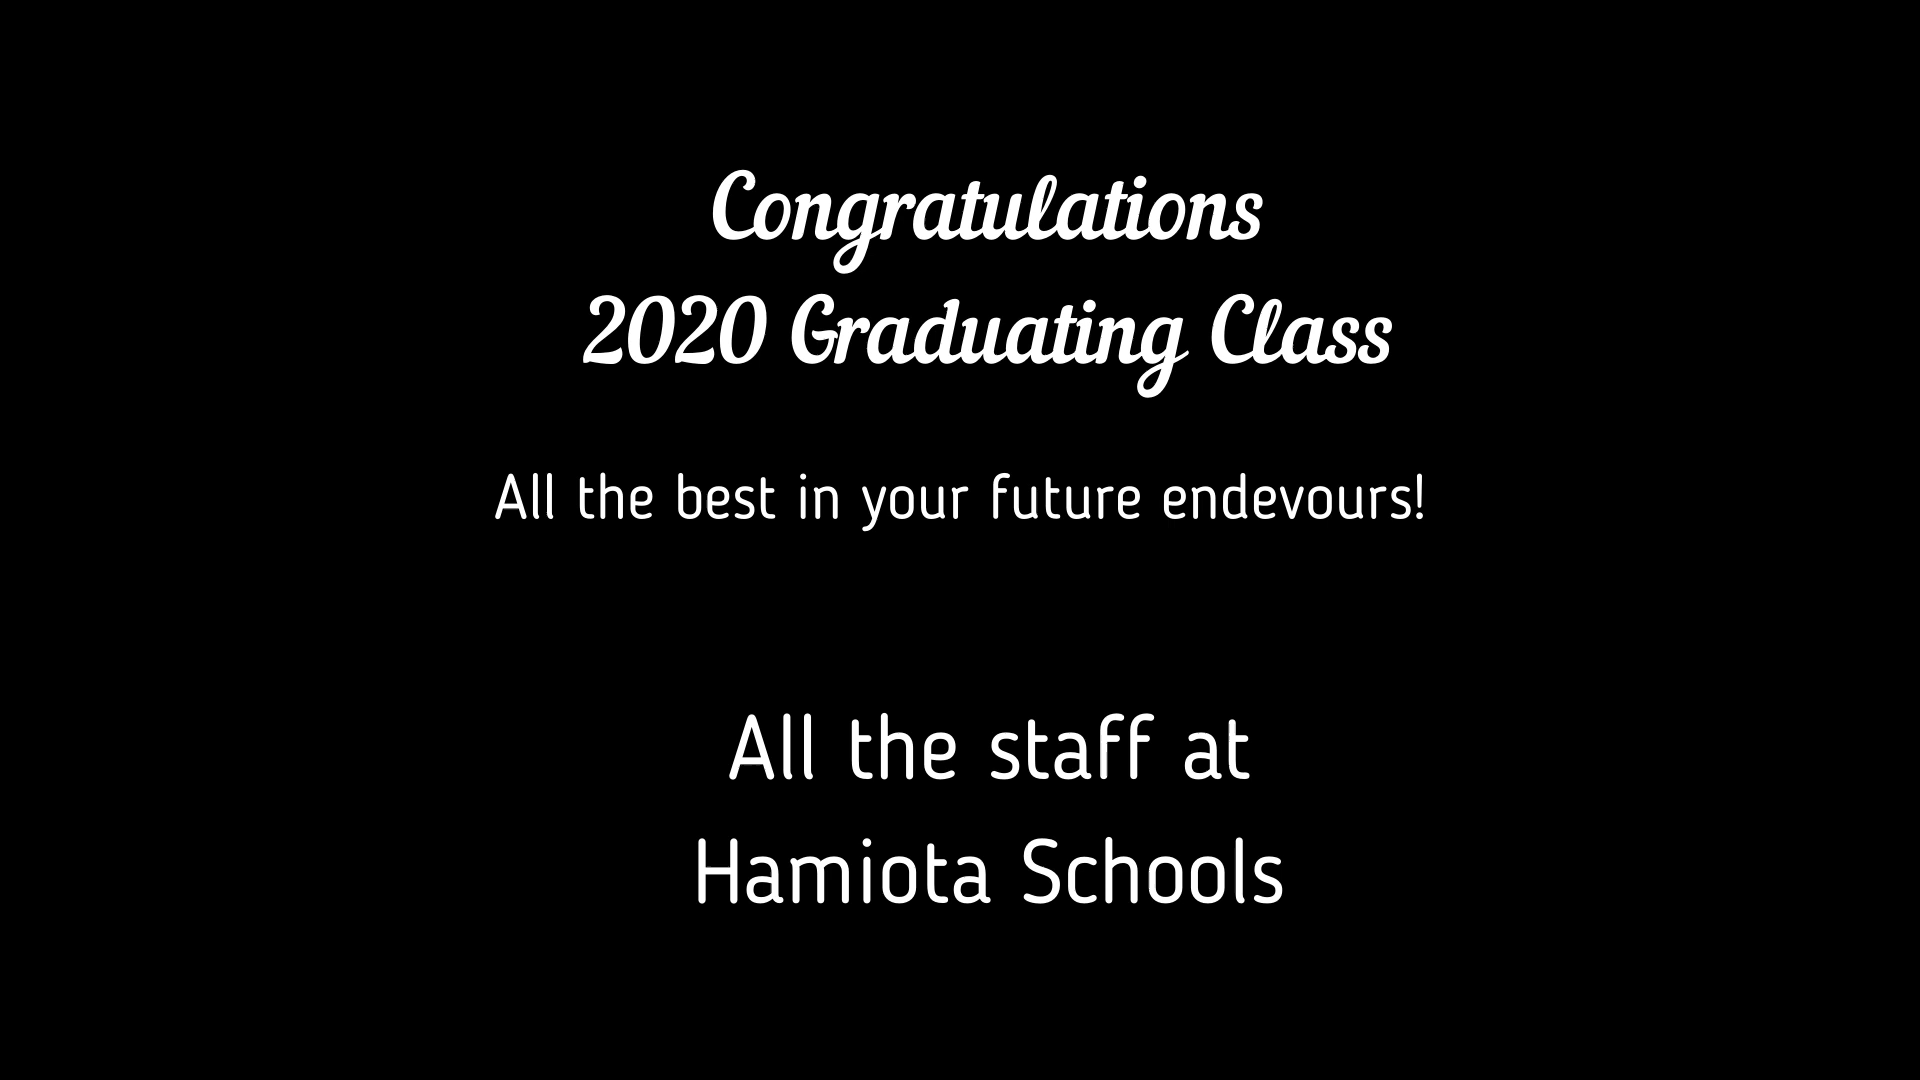 Congratulations
2020 Graduating Class
All the best in your future endevours!
All the staff at
Hamiota Schools